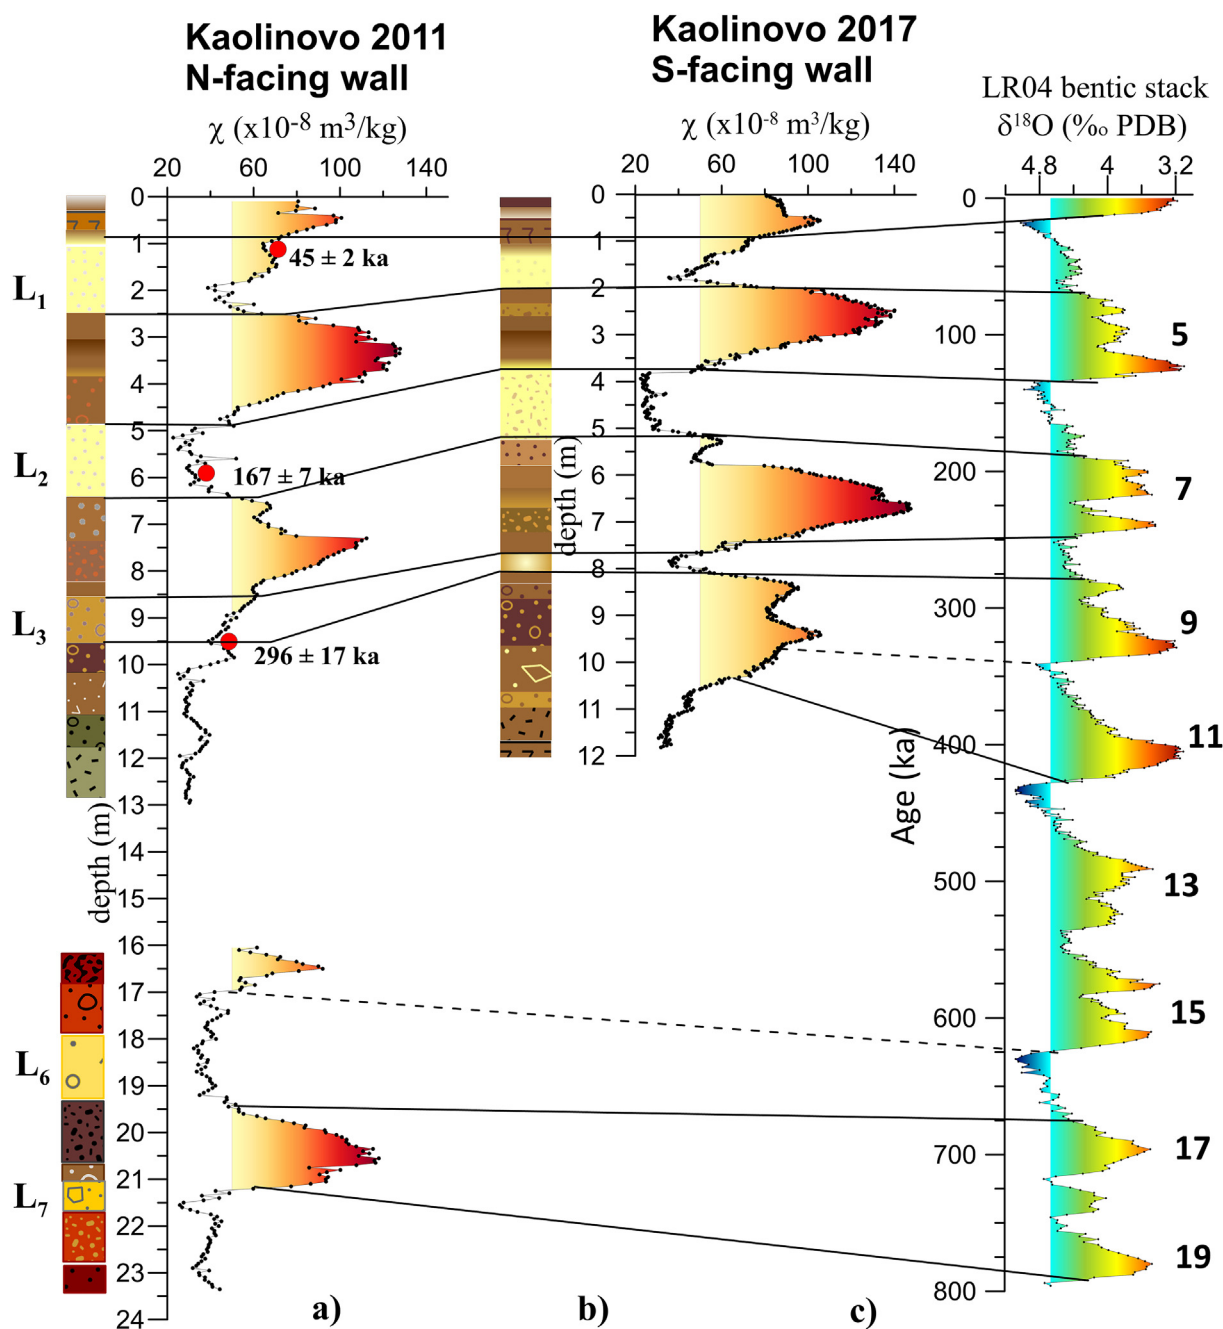 Kaolinovo 2011
N-facing wall
χ (x10⁻⁸ m³/kg)
20 60 100 140
Kaolinovo 2017
S-facing wall
χ (x10⁻⁸ m³/kg)
20 60 100 140
LR04 bentic stack
δ¹⁸O (‰ PDB)
4.8 4 3.2
L₁
L₂
L₃
L₆
L₇
depth (m)
0
1
2
3
4
5
6
7
8
9
10
11
12
13
14
15
16
17
18
19
20
21
22
23
24
45 ± 2 ka
167 ± 7 ka
296 ± 17 ka
a)
depth (m)
0
1
2
3
4
5
6
7
8
9
10
11
12
b)
Age (ka)
0
100
200
300
400
500
600
700
800
5
7
9
11
13
15
17
19
c)